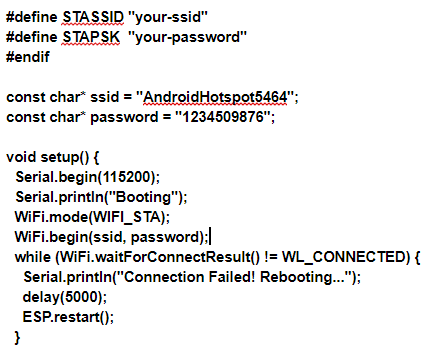 #define STASSID "your-ssid"
#define STAPSK "your-password"
#endif
const char* ssid = "AndroidHotspot5464";
const char* password = "1234509876";
void setup() {
Serial.begin(115200);
Serial.println("Booting");
WiFi.mode(WIFI_STA);
WiFi.begin(ssid, password);
while (WiFi.waitForConnectResult() != WL_CONNECTED) {
Serial.println("Connection Failed! Rebooting...");
delay(5000);
ESP.restart();
}